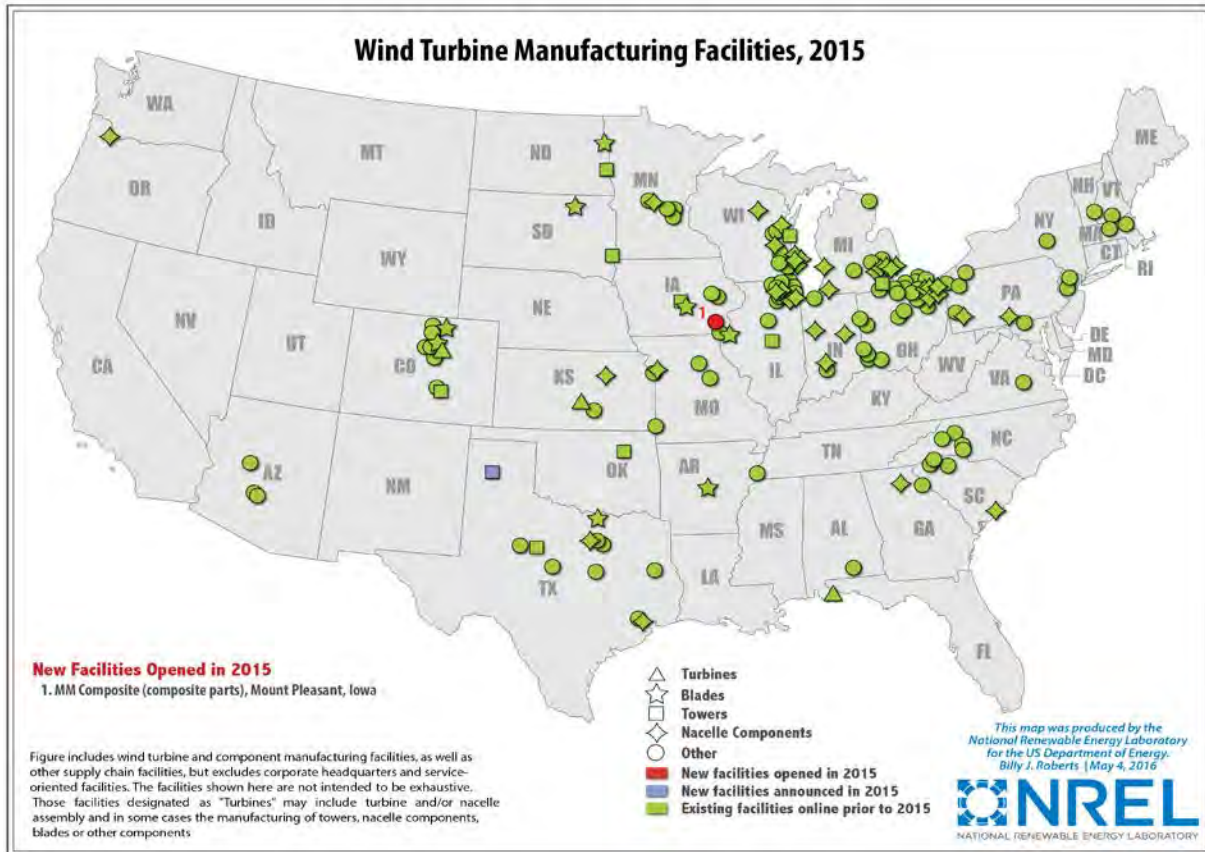 Wind Turbine Manufacturing Facilities, 2015
WA
MT
ND
MN
ME
OR
ID
SD
WI
MI
NY
NH
VT
MA
CT
RI
WY
IA
PA
NV
NE
UT
CO
KS
MO
IL
IN
OH
WV
VA
DE
MD
DC
CA
KY
AZ
NM
OK
AR
TN
NC
SC
TX
LA
MS
AL
GA
FL
1
New Facilities Opened in 2015
1. MM Composite (composite parts), Mount Pleasant, Iowa
Figure includes wind turbine and component manufacturing facilities, as well as
other supply chain facilities, but excludes corporate headquarters and service-
oriented facilities. The facilities shown here are not intended to be exhaustive.
Those facilities designated as "Turbines" may include turbine and/or nacelle
assembly and in some cases the manufacturing of towers, nacelle components,
blades or other components
Turbines
Blades
Towers
Nacelle Components
Other
New facilities opened in 2015
New facilities announced in 2015
Existing facilities online prior to 2015
This map was produced by the
National Renewable Energy Laboratory
for the US Department of Energy.
Billy J. Roberts | May 4, 2016
NREL
NATIONAL RENEWABLE ENERGY LABORATORY